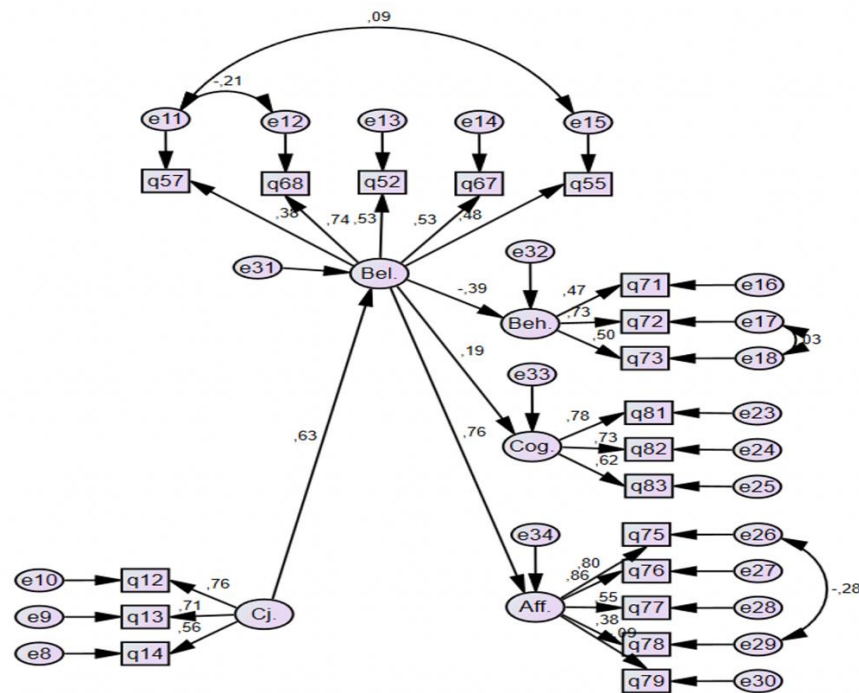 ,09
-,21
e11
e12
e13
e14
e15
q57
q68
q52
q67
q55
,38
,74
,53
,53
,48
e31
Bel.
e32
-,39
Beh.
,47
,73
,50
q71
q72
q73
e16
e17
e18
,03
,19
e33
Cog.
,78
,73
,62
q81
q82
q83
e23
e24
e25
,63
,76
e34
Aff.
,80
,86
,55
,38
q75
q76
q77
q78
q79
e26
e27
e28
e29
e30
-,28
e10
e9
e8
q12
q13
q14
,76
,71
,56
Cj.